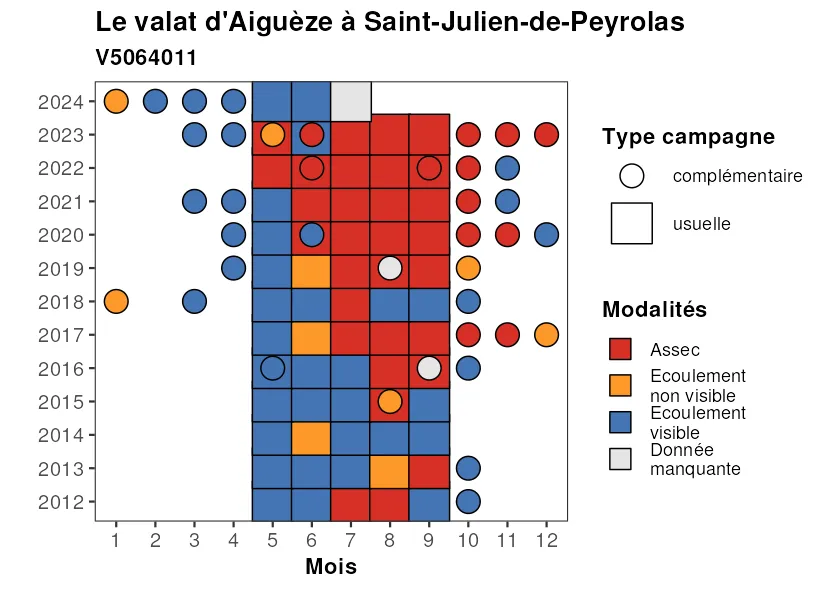 Le valat d'Aiguèze à Saint-Julien-de-Peyrolas
V5064011
2024
2023
2022
2021
2020
2019
2018
2017
2016
2015
2014
2013
2012
1 2 3 4 5 6 7 8 9 10 11 12
Mois
Type campagne
complémentaire
usuelle
Modalités
Assec
Ecoulement
non visible
Ecoulement
visible
Donnée
manquante